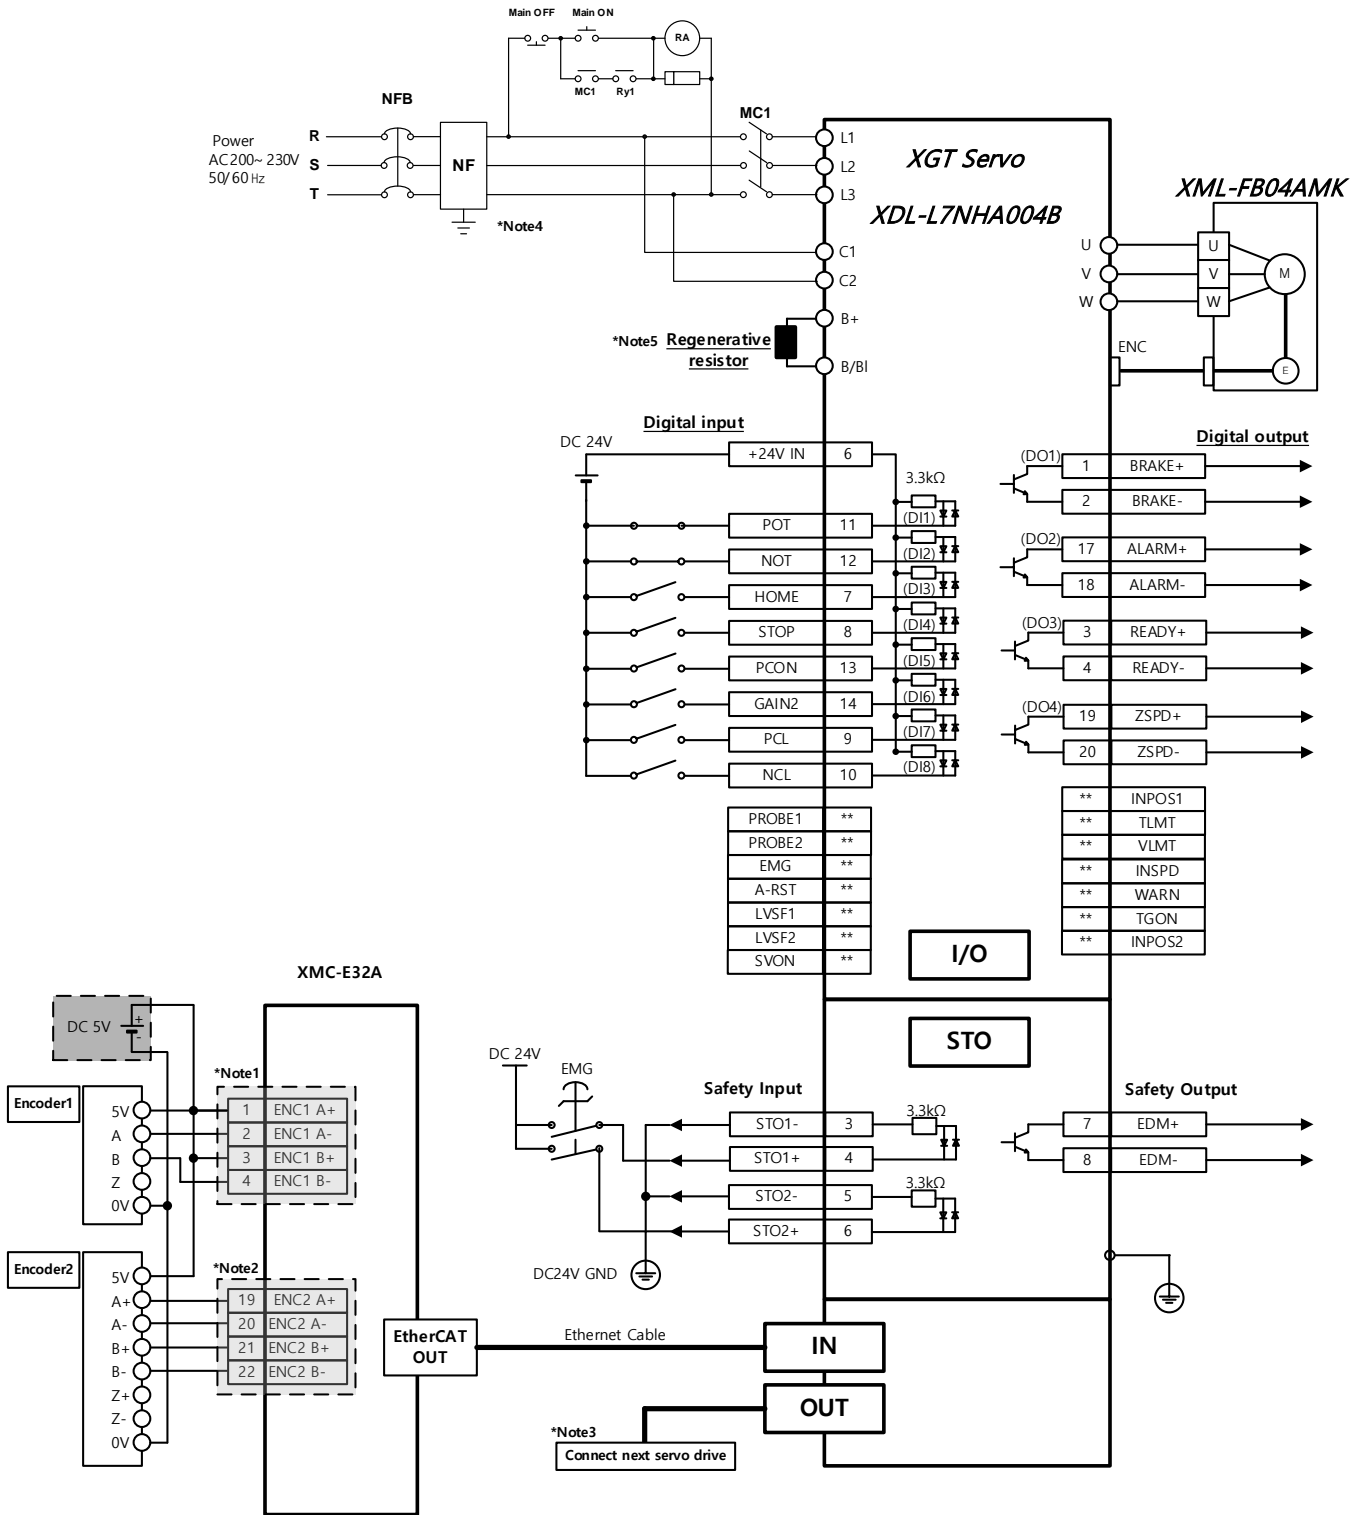 Main OFF
Main ON
RA
MC1
Ry1
NFB
MC1
Power
AC200~ 230V
50/60 Hz
R
S
T
NF
*Note4
L1
L2
L3
C1
C2
XGT Servo
XDL-L7NHA004B
XML-FB04AMK
U
V
W
U
V
W
M
E
ENC
*Note5
Regenerative
resistor
B+
B/BI
Digital input
DC 24V
+24V IN 6
3.3kΩ
POT 11 (DI1)
NOT 12 (DI2)
HOME 7 (DI3)
STOP 8 (DI4)
PCON 13 (DI5)
GAIN2 14 (DI6)
PCL 9 (DI7)
NCL 10 (DI8)
PROBE1 **
PROBE2 **
EMG **
A-RST **
LVSF1 **
LVSF2 **
SVON **
Digital output
(DO1) 1 BRAKE+
2 BRAKE-
(DO2) 17 ALARM+
18 ALARM-
(DO3) 3 READY+
4 READY-
(DO4) 19 ZSPD+
20 ZSPD-
** INPOS1
** TLMT
** VLMT
** INSPD
** WARN
** TGON
** INPOS2
I/O
STO
XMC-E32A
DC 5V
+
-
*Note1
Encoder1
5V
A
B
Z
0V
1 ENC1 A+
2 ENC1 A-
3 ENC1 B+
4 ENC1 B-
Encoder2
*Note2
5V
A+
A-
B+
B-
Z+
Z-
0V
19 ENC2 A+
20 ENC2 A-
21 ENC2 B+
22 ENC2 B-
DC 24V
EMG
Safety Input
STO1- 3
3.3kΩ
STO1+ 4
STO2- 5
3.3kΩ
STO2+ 6
DC24V GND
Safety Output
7 EDM+
8 EDM-
EtherCAT
OUT
Ethernet Cable
IN
OUT
*Note3
Connect next servo drive